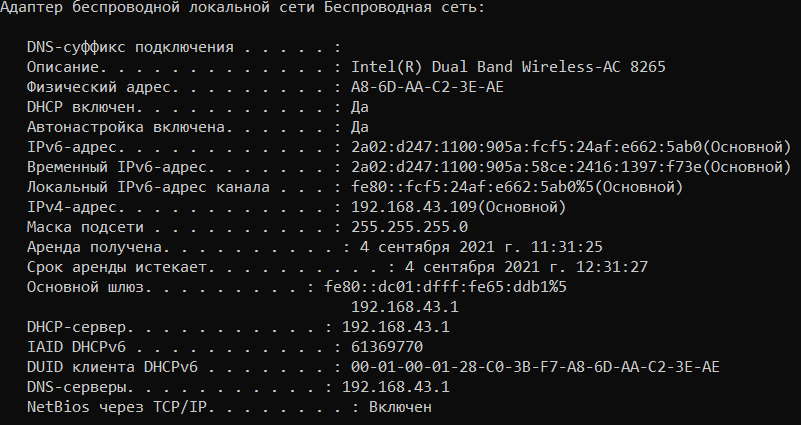 Адаптер беспроводной локальной сети Беспроводная сеть:
DNS-суффикс подключения . . . . . :
Описание. . . . . . . . . . . . . : Intel(R) Dual Band Wireless-AC 8265
Физический адрес. . . . . . . . . : A8-6D-AA-C2-3E-AE
DHCP включен. . . . . . . . . . . : Да
Автонастройка включена. . . . . . : Да
IPv6-адрес. . . . . . . . . . . . : 2a02:d247:1100:905a:fcf5:24af:e662:5ab0(Основной)
Временный IPv6-адрес. . . . . . . : 2a02:d247:1100:905a:58ce:2416:1397:f73e(Основной)
Локальный IPv6-адрес канала . . . : fe80::fcf5:24af:e662:5ab0%5(Основной)
IPv4-адрес. . . . . . . . . . . . : 192.168.43.109(Основной)
Маска подсети . . . . . . . . . . : 255.255.255.0
Аренда получена. . . . . . . . . . : 4 сентября 2021 г. 11:31:25
Срок аренды истекает. . . . . . . . . . : 4 сентября 2021 г. 12:31:27
Основной шлюз. . . . . . . . . : fe80::dc01:dfff:fe65:ddb1%5
192.168.43.1
DHCP-сервер. . . . . . . . . . . : 192.168.43.1
IAID DHCPv6 . . . . . . . . . . . : 61369770
DUID клиента DHCPv6 . . . . . . . : 00-01-00-01-28-C0-3B-F7-A8-6D-AA-C2-3E-AE
DNS-серверы. . . . . . . . . . . : 192.168.43.1
NetBios через TCP/IP. . . . . . . . : Включен